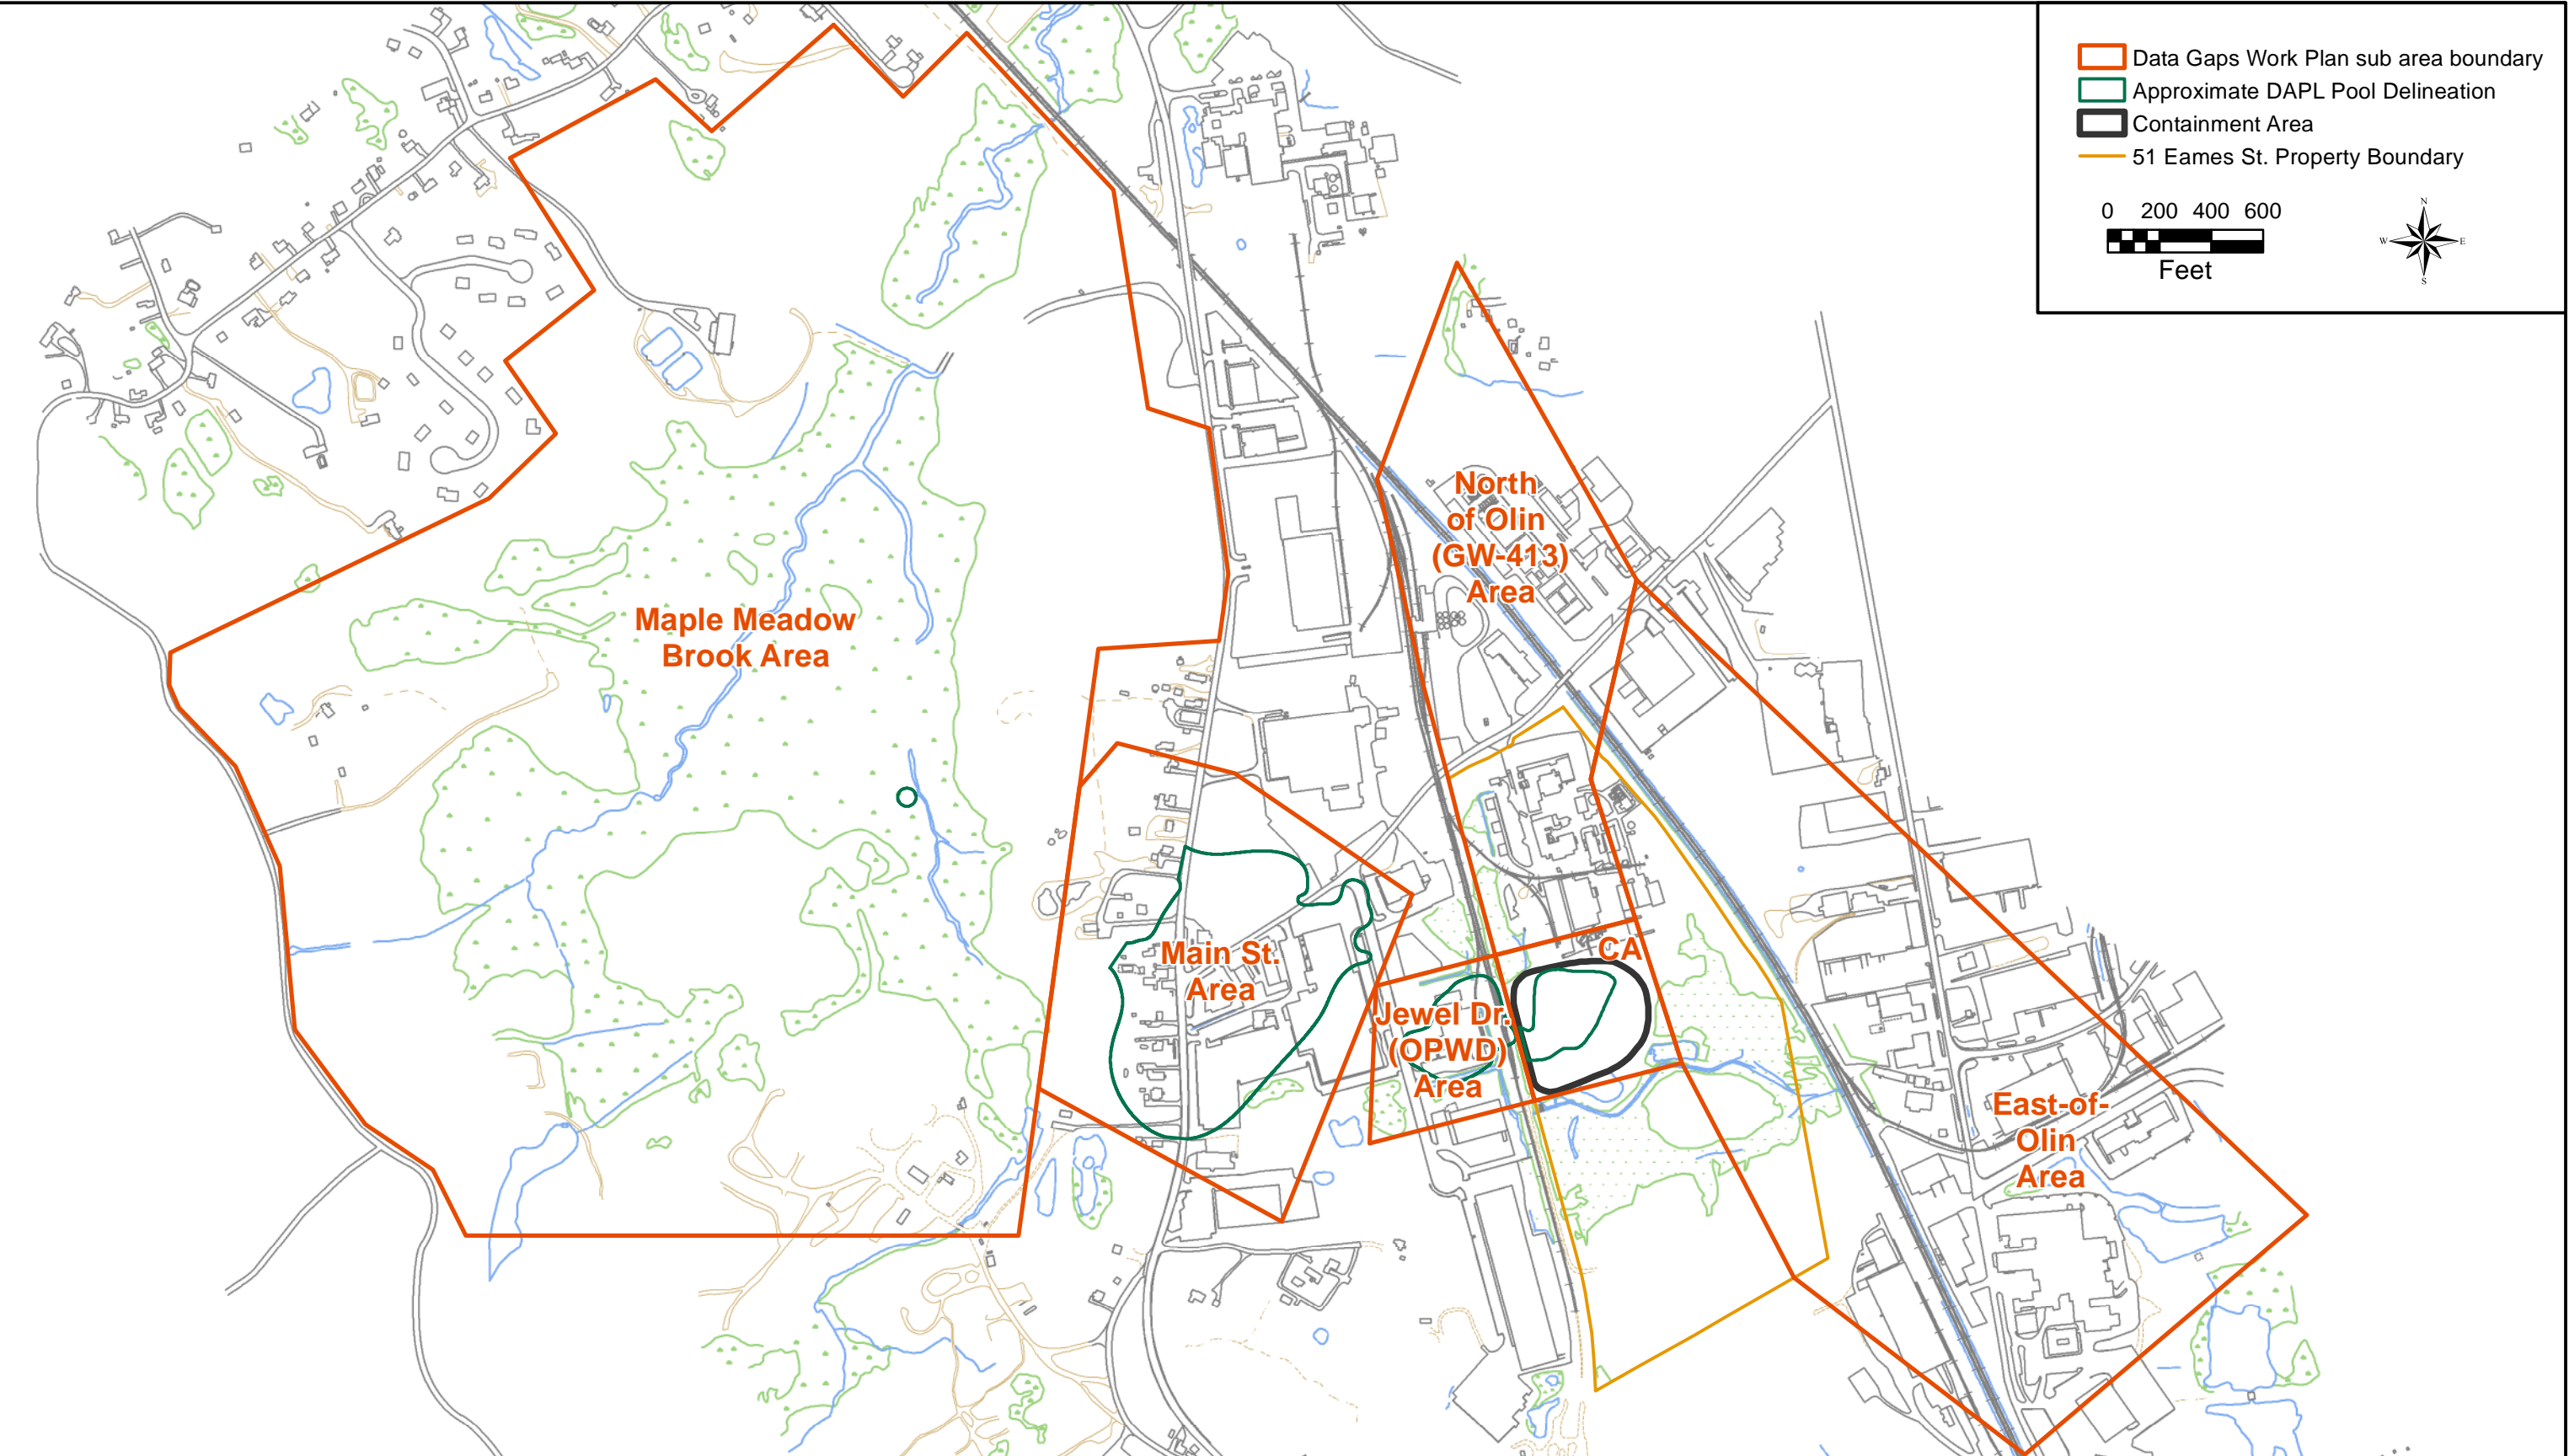 Data Gaps Work Plan sub area boundary
Approximate DAPL Pool Delineation
Containment Area
51 Eames St. Property Boundary
0 200 400 600
Feet
N
W E
S
North
of Olin
(GW-413)
Area
Maple Meadow
Brook Area
Main St.
Area
CA
Jewel Dr.
(OPWD)
Area
East-of-
Olin
Area